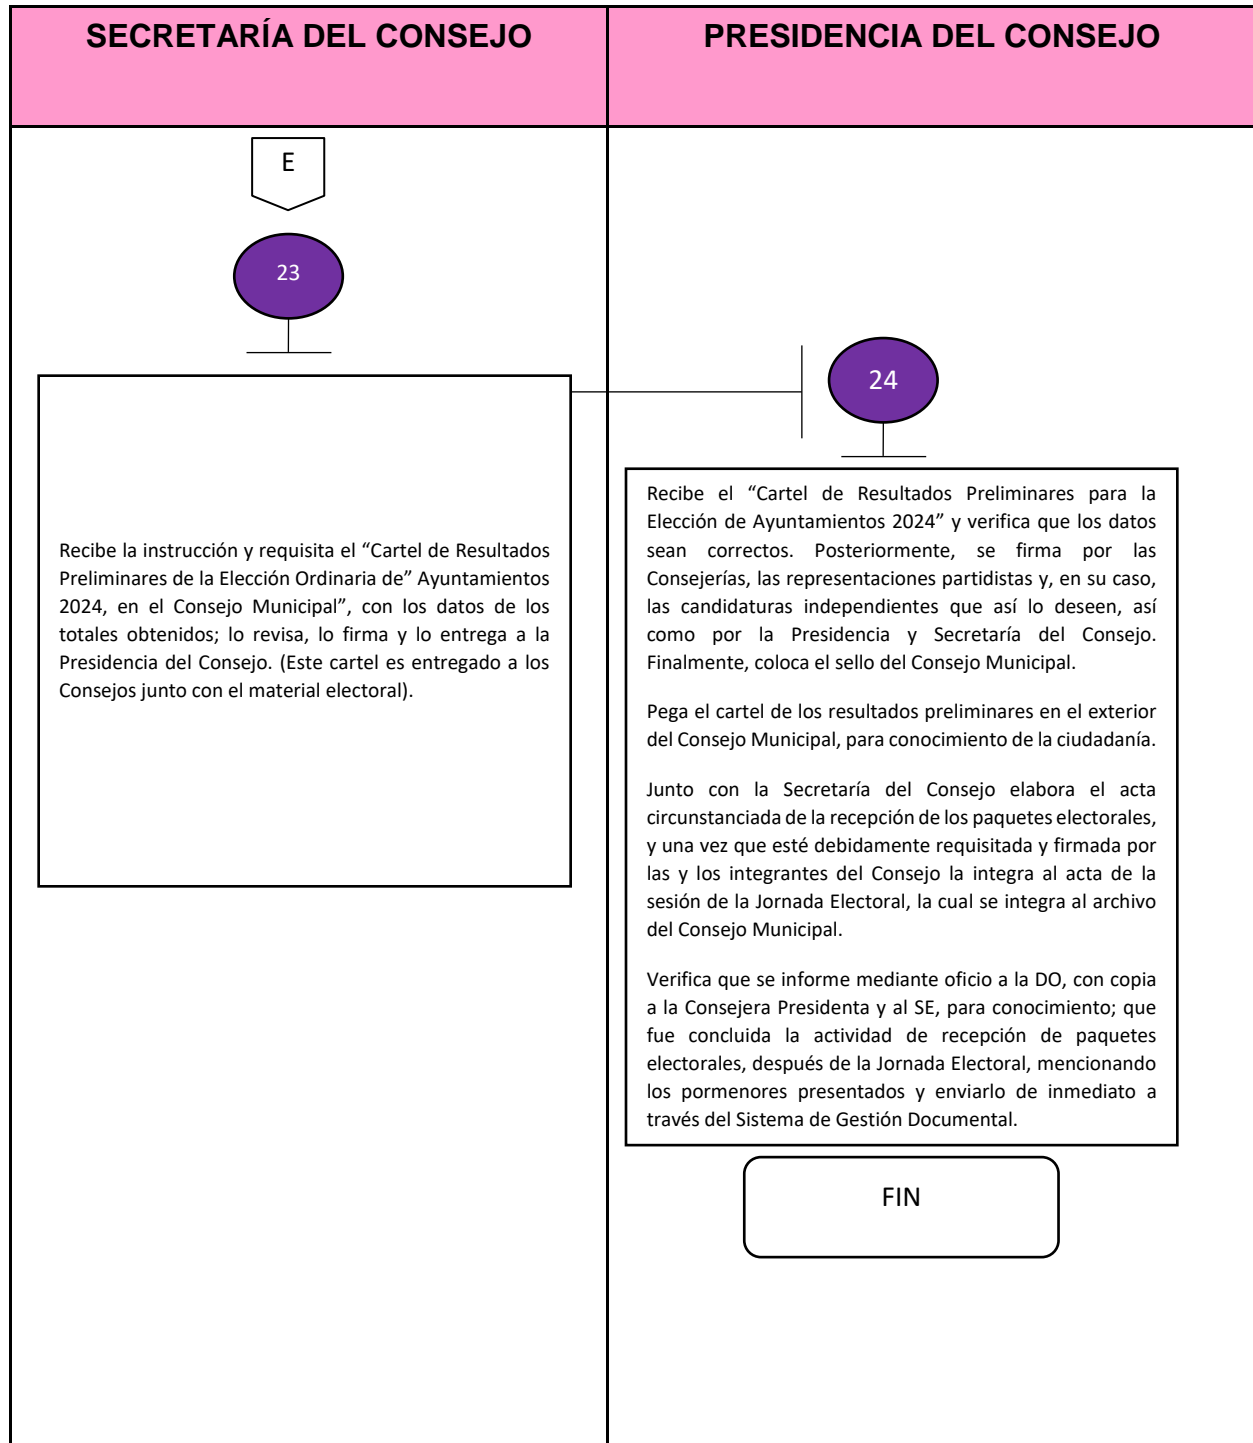 SECRETARÍA DEL CONSEJO
PRESIDENCIA DEL CONSEJO
E
23
Recibe la instrucción y requisita el “Cartel de Resultados
Preliminares de la Elección Ordinaria de” Ayuntamientos
2024, en el Consejo Municipal”, con los datos de los
totales obtenidos; lo revisa, lo firma y lo entrega a la
Presidencia del Consejo. (Este cartel es entregado a los
Consejos junto con el material electoral).
24
Recibe el “Cartel de Resultados Preliminares para la
Elección de Ayuntamientos 2024” y verifica que los datos
sean correctos. Posteriormente, se firma por las
Consejerías, las representaciones partidistas y, en su caso,
las candidaturas independientes que así lo deseen, así
como por la Presidencia y Secretaría del Consejo.
Finalmente, coloca el sello del Consejo Municipal.
Pega el cartel de los resultados preliminares en el exterior
del Consejo Municipal, para conocimiento de la ciudadanía.
Junto con la Secretaría del Consejo elabora el acta
circunstanciada de la recepción de los paquetes electorales,
y una vez que esté debidamente requisitada y firmada por
las y los integrantes del Consejo la integra al acta de la
sesión de la Jornada Electoral, la cual se integra al archivo
del Consejo Municipal.
Verifica que se informe mediante oficio a la DO, con copia
a la Consejera Presidenta y al SE, para conocimiento; que
fue concluida la actividad de recepción de paquetes
electorales, después de la Jornada Electoral, mencionando
los pormenores presentados y enviarlo de inmediato a
través del Sistema de Gestión Documental.
FIN